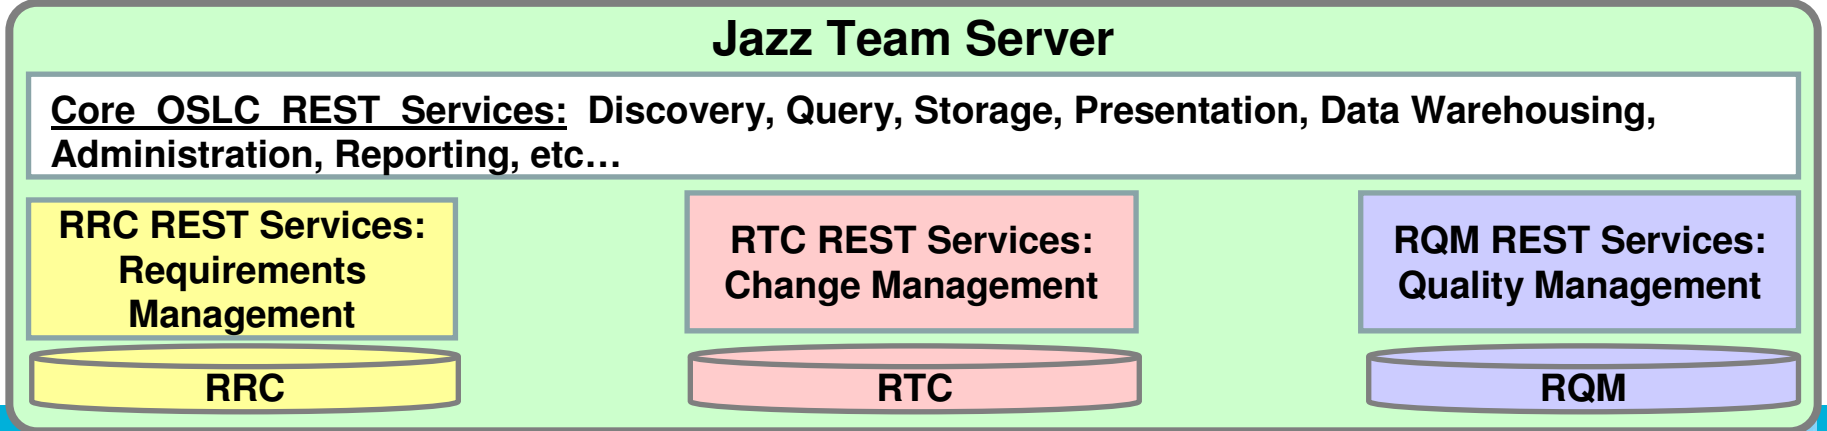 Jazz Team Server
Core OSLC REST Services: Discovery, Query, Storage, Presentation, Data Warehousing,
Administration, Reporting, etc…
RRC REST Services:
Requirements
Management
RTC REST Services:
Change Management
RQM REST Services:
Quality Management
RRC
RTC
RQM